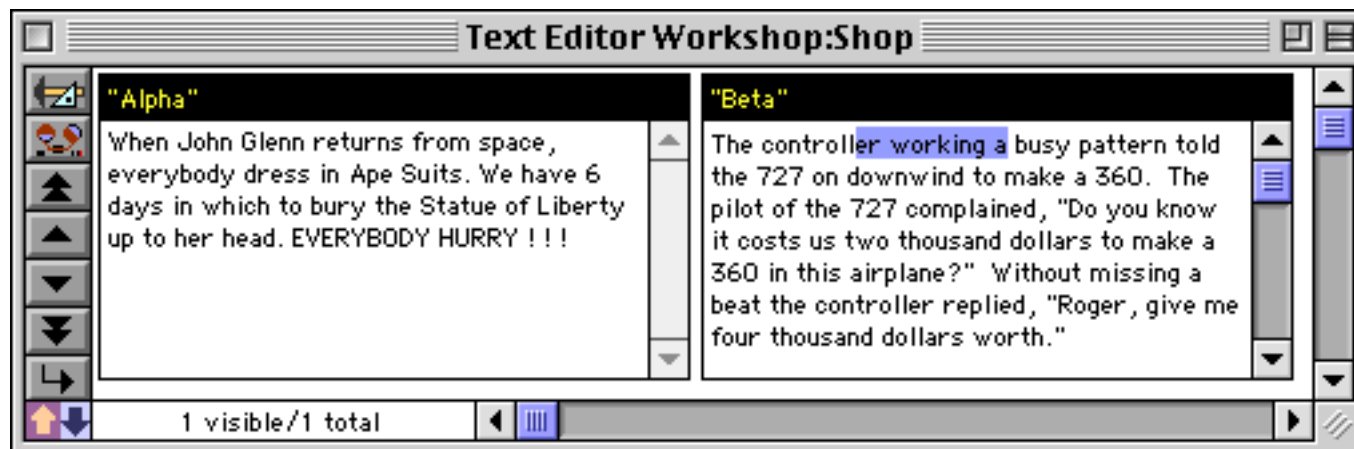 Text Editor Workshop:Shop
"Alpha"
When John Glenn returns from space,
everybody dress in Ape Suits. We have 6
days in which to bury the Statue of Liberty
up to her head. EVERYBODY HURRY ! ! !
"Beta"
The controller working a busy pattern told
the 727 on downwind to make a 360.  The
pilot of the 727 complained, "Do you know
it costs us two thousand dollars to make a
360 in this airplane?"  Without missing a
beat the controller replied, "Roger, give me
four thousand dollars worth."
1 visible/1 total